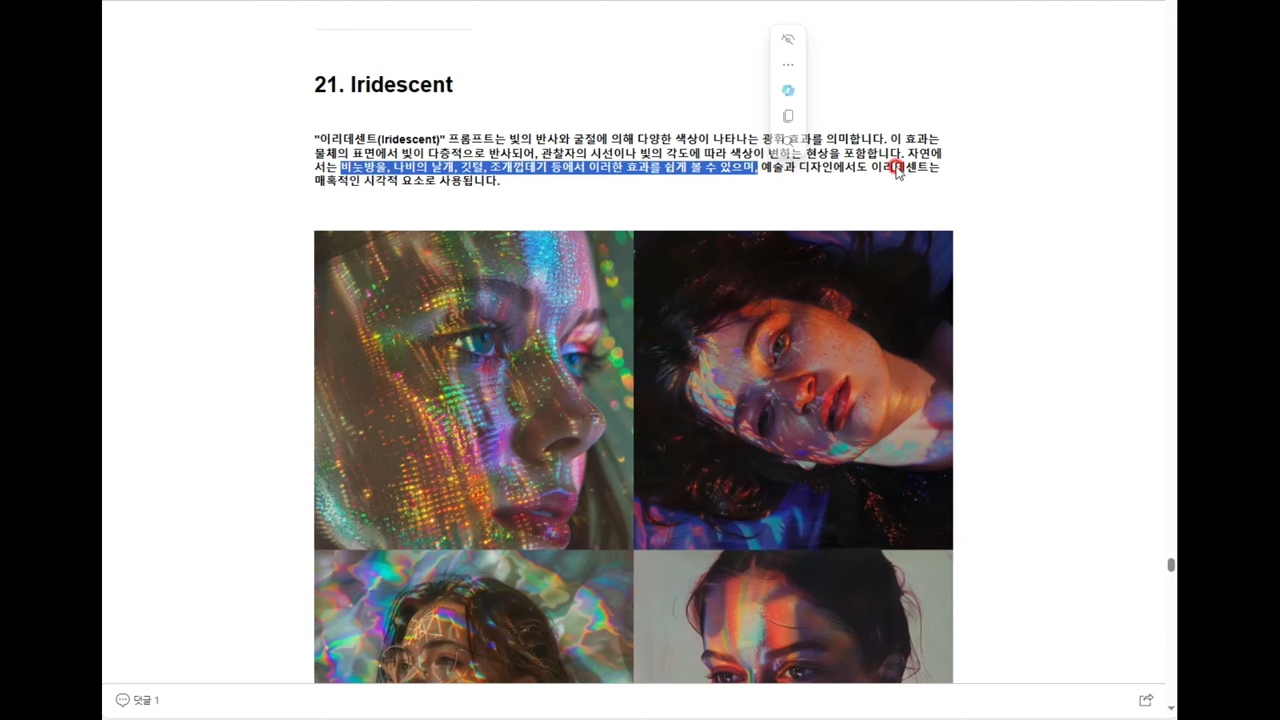 21. Iridescent
"이리데센트(Iridescent)" 프롬프트는 빛의 반사와 굴절에 의해 다양한 색상이 나타나는 광휘 효과를 의미합니다. 이 효과는
물체의 표면에서 빛이 다층적으로 반사되어, 관찰자의 시선이나 빛의 각도에 따라 색상이 변하는 현상을 포함합니다. 자연에
서는 비눗방울, 나비의 날개, 깃털, 조개껍데기 등에서 이러한 효과를 쉽게 볼 수 있으며, 예술과 디자인에서도 이리데센트는
매혹적인 시각적 요소로 사용됩니다.
댓글 1